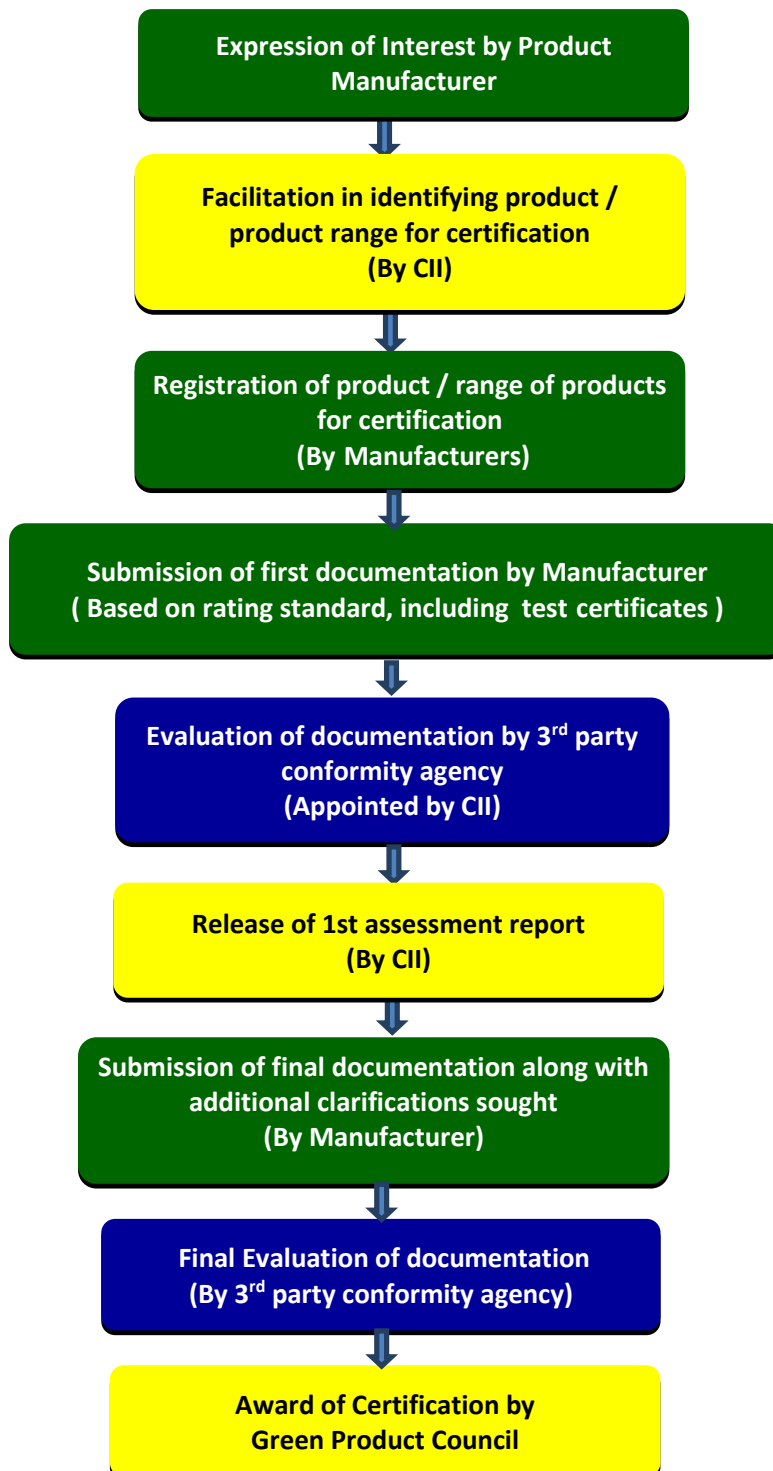 Expression of Interest by Product
Manufacturer
Facilitation in identifying product /
product range for certification
(By CII)
Registration of product / range of products
for certification
(By Manufacturers)
Submission of first documentation by Manufacturer
( Based on rating standard, including test certificates )
Evaluation of documentation by 3rd party
conformity agency
(Appointed by CII)
Release of 1st assessment report
(By CII)
Submission of final documentation along with
additional clarifications sought
(By Manufacturer)
Final Evaluation of documentation
(By 3rd party conformity agency)
Award of Certification by
Green Product Council